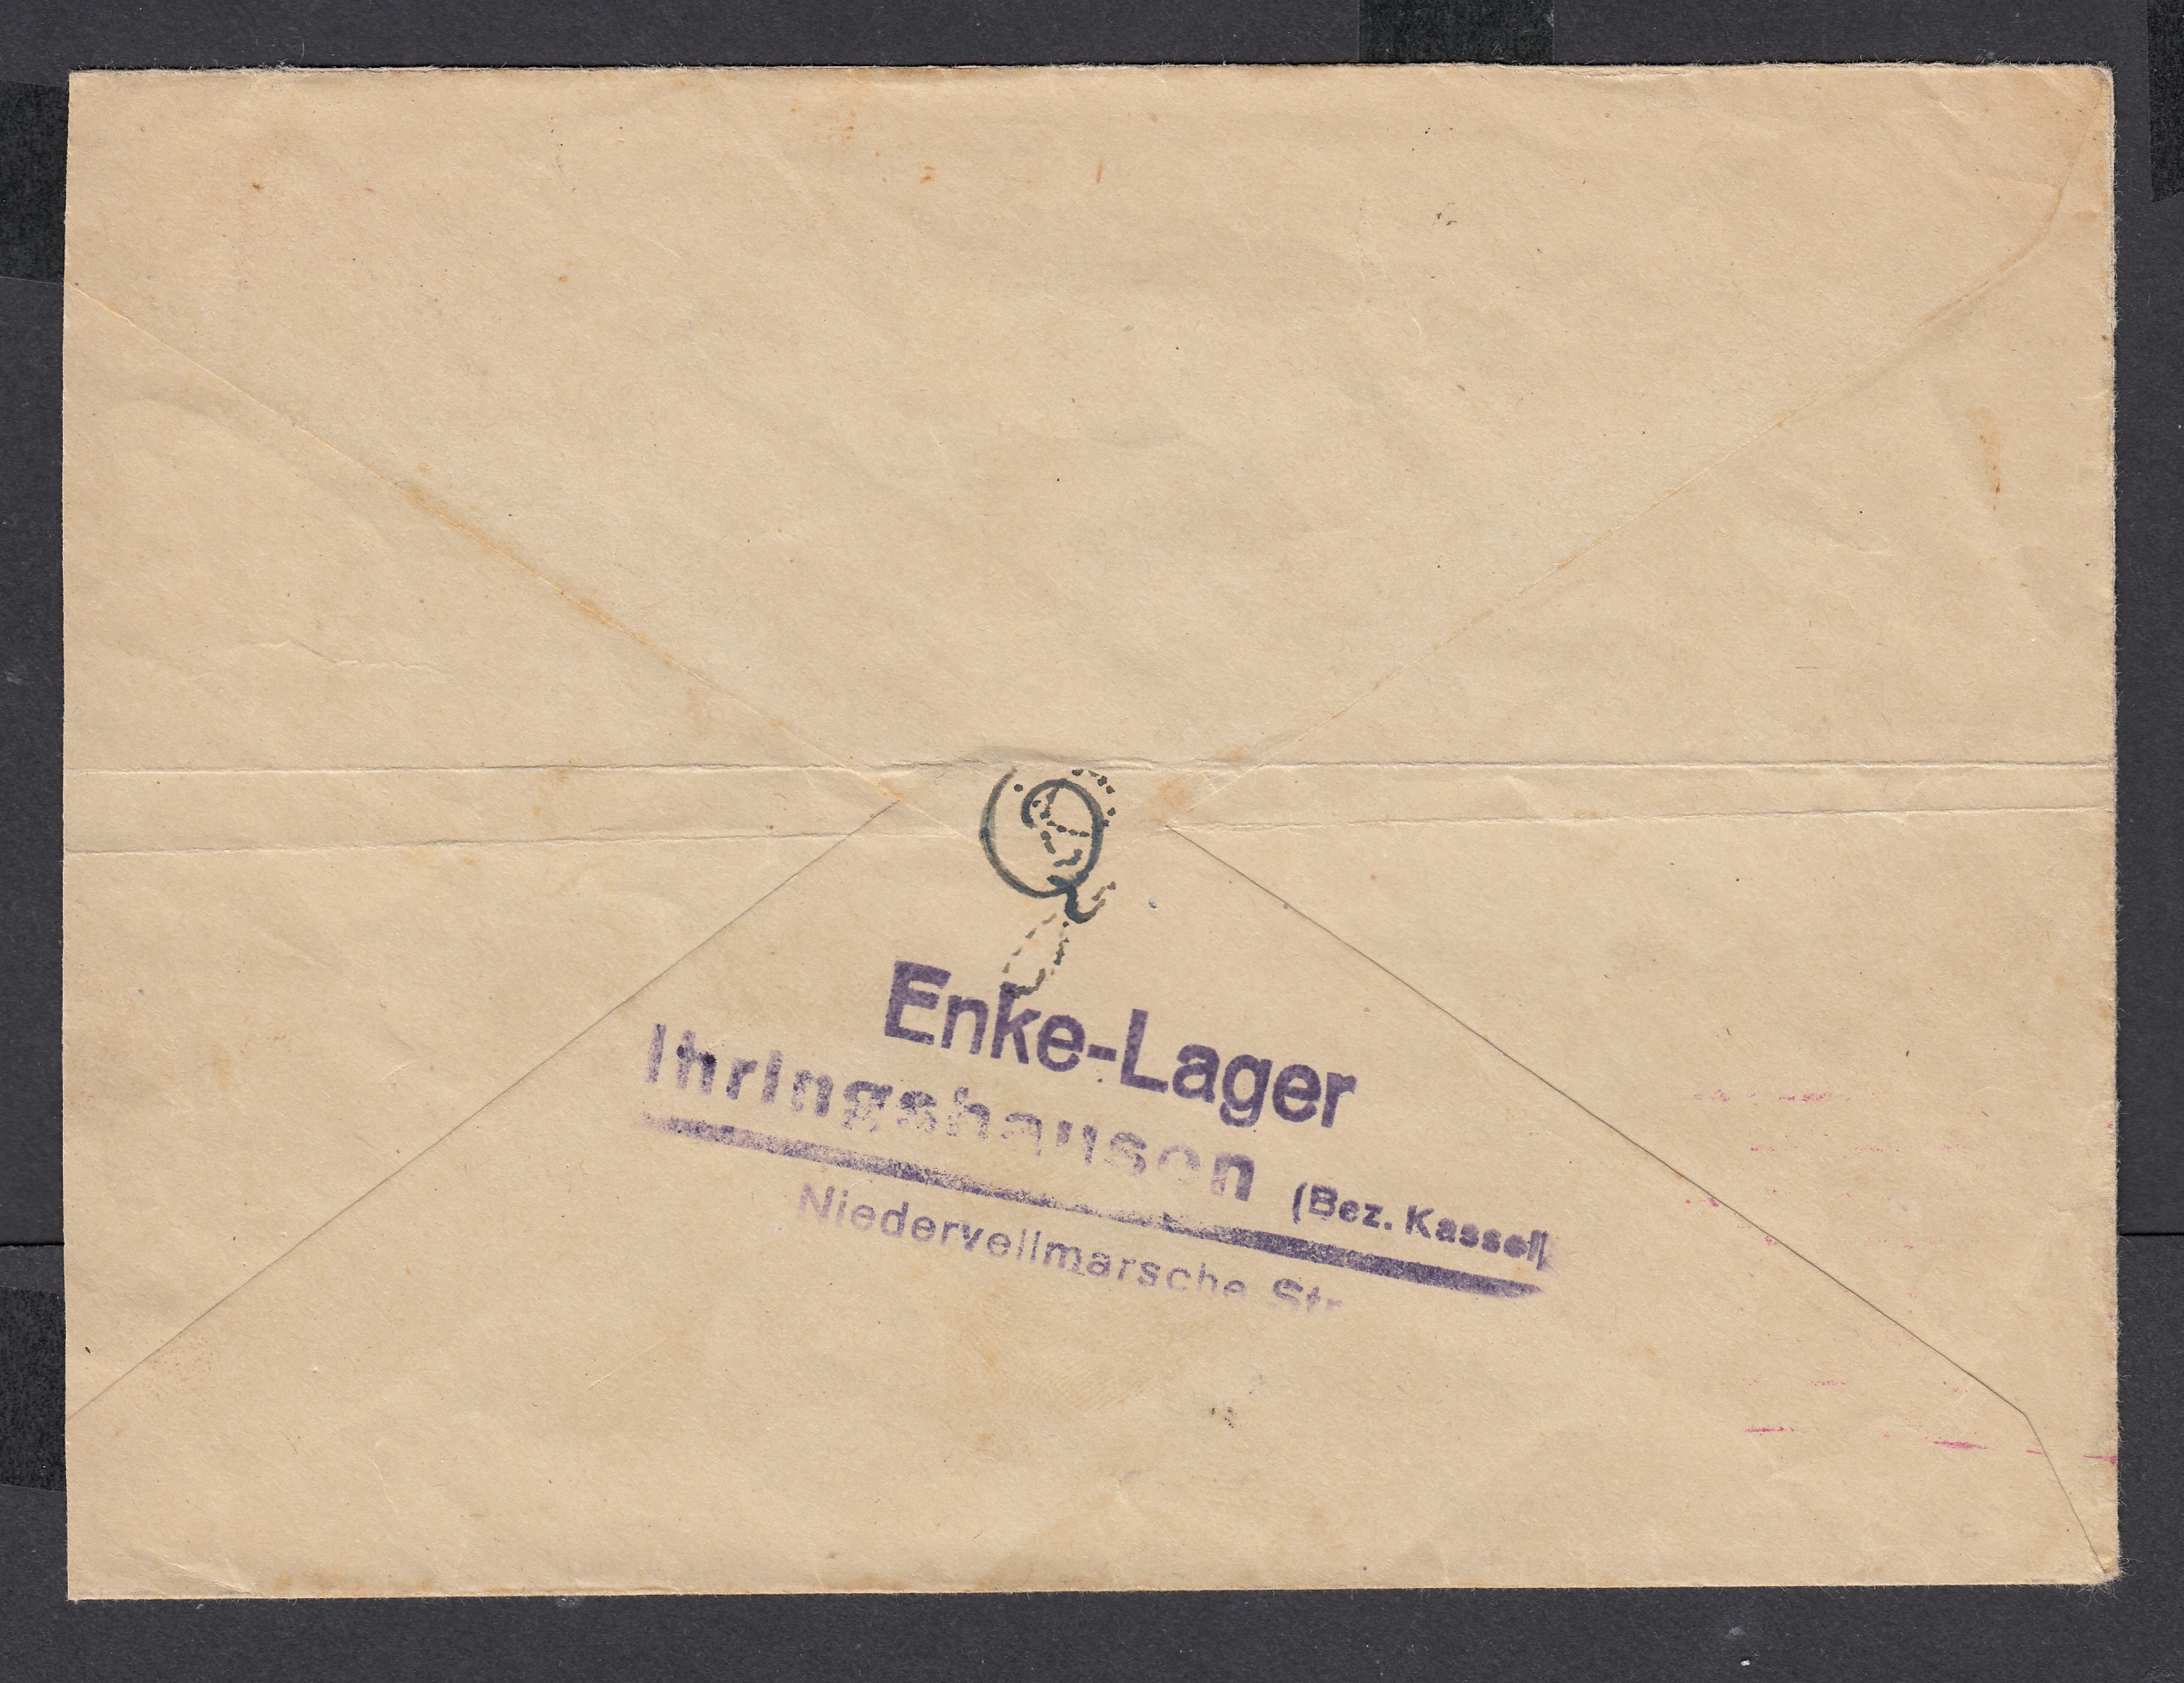 Enke-Lager
Ihringshausen (Bez. Kassel)
Niedervellmarsche Str.